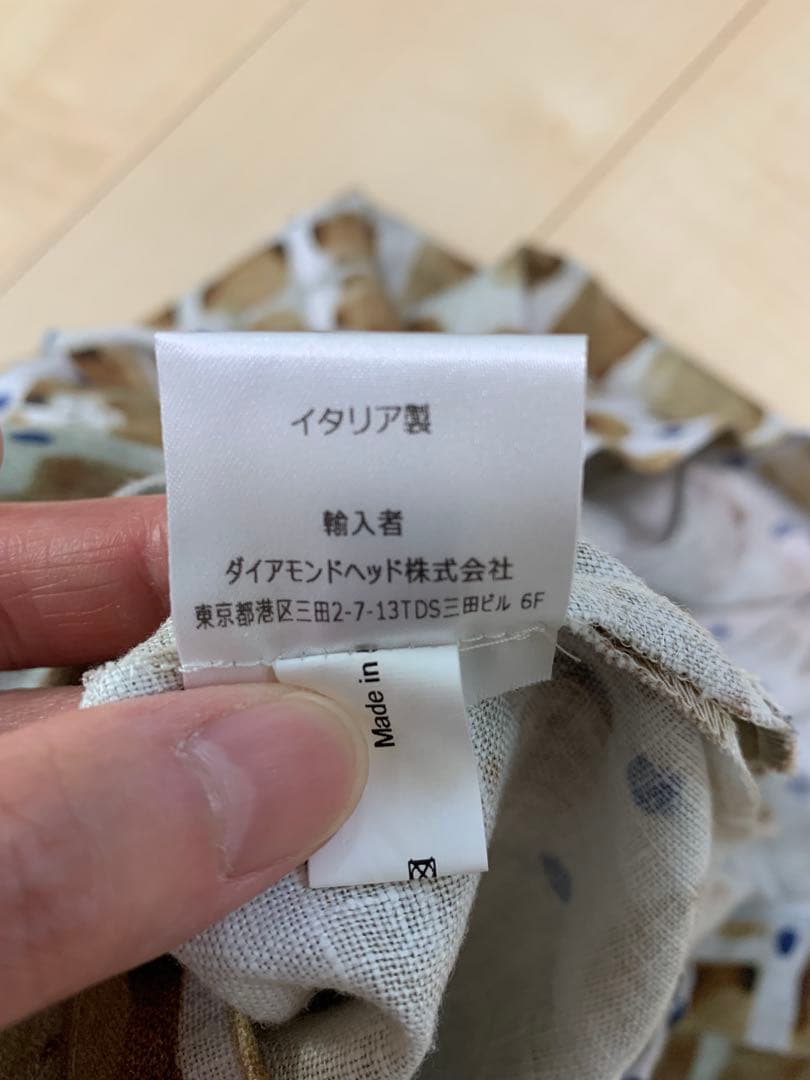 イタリア製
輸入者
ダイアモンドヘッド株式会社
東京都港区三田2-7-13TDS三田ビル 6F
Made in